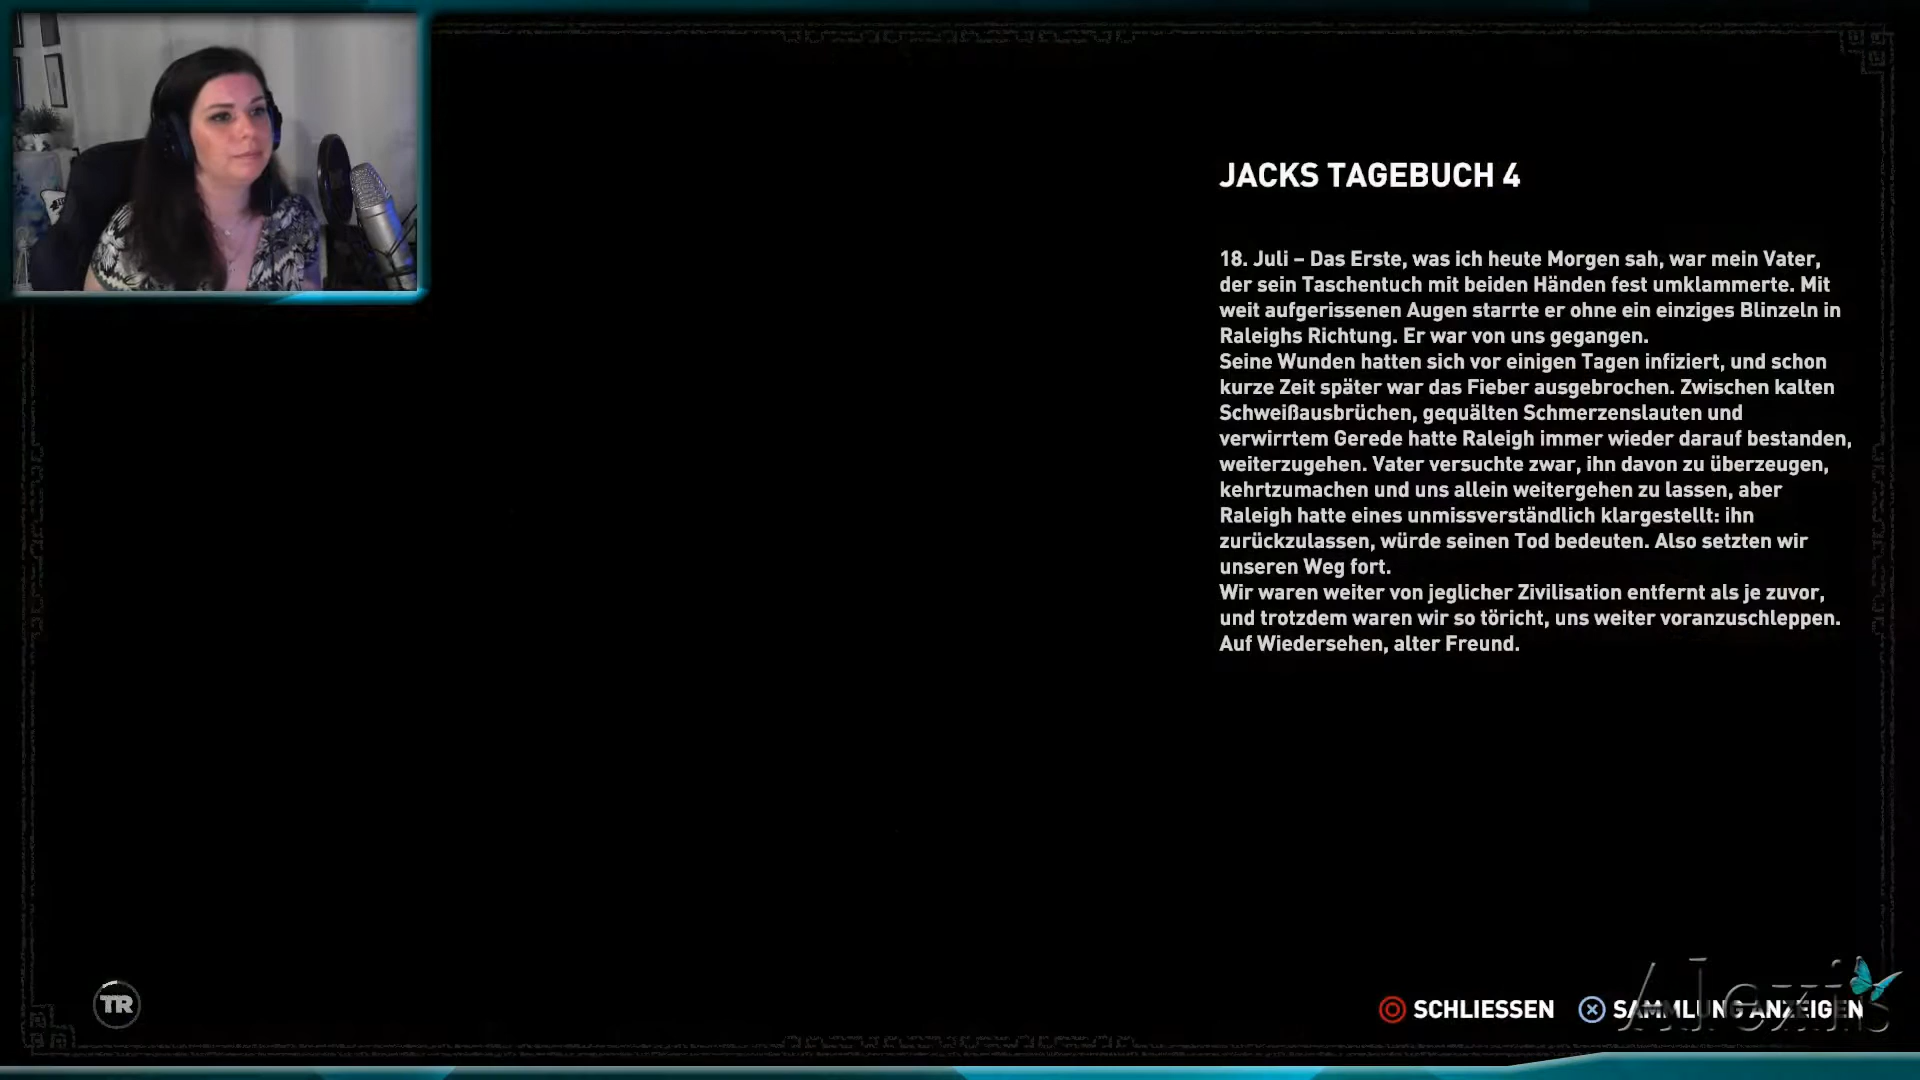 JACKS TAGEBUCH 4
18. Juli – Das Erste, was ich heute Morgen sah, war mein Vater,
der sein Taschentuch mit beiden Händen fest umklammerte. Mit
weit aufgerissenen Augen starrte er ohne ein einziges Blinzeln in
Raleighs Richtung. Er war von uns gegangen.
Seine Wunden hatten sich vor einigen Tagen infiziert, und schon
kurze Zeit später war das Fieber ausgebrochen. Zwischen kalten
Schweißausbrüchen, gequälten Schmerzenslauten und
verwirrtem Gerede hatte Raleigh immer wieder darauf bestanden,
weiterzugehen. Vater versuchte zwar, ihn davon zu überzeugen,
kehrtzumachen und uns allein weitergehen zu lassen, aber
Raleigh hatte eines unmissverständlich klargestellt: ihn
zurückzulassen, würde seinen Tod bedeuten. Also setzten wir
unseren Weg fort.
Wir waren weiter von jeglicher Zivilisation entfernt als je zuvor,
und trotzdem waren wir so töricht, uns weiter voranzuschleppen.
Auf Wiedersehen, alter Freund.
TR
SCHLIESSEN
SAMMLUNG ANZEIGEN